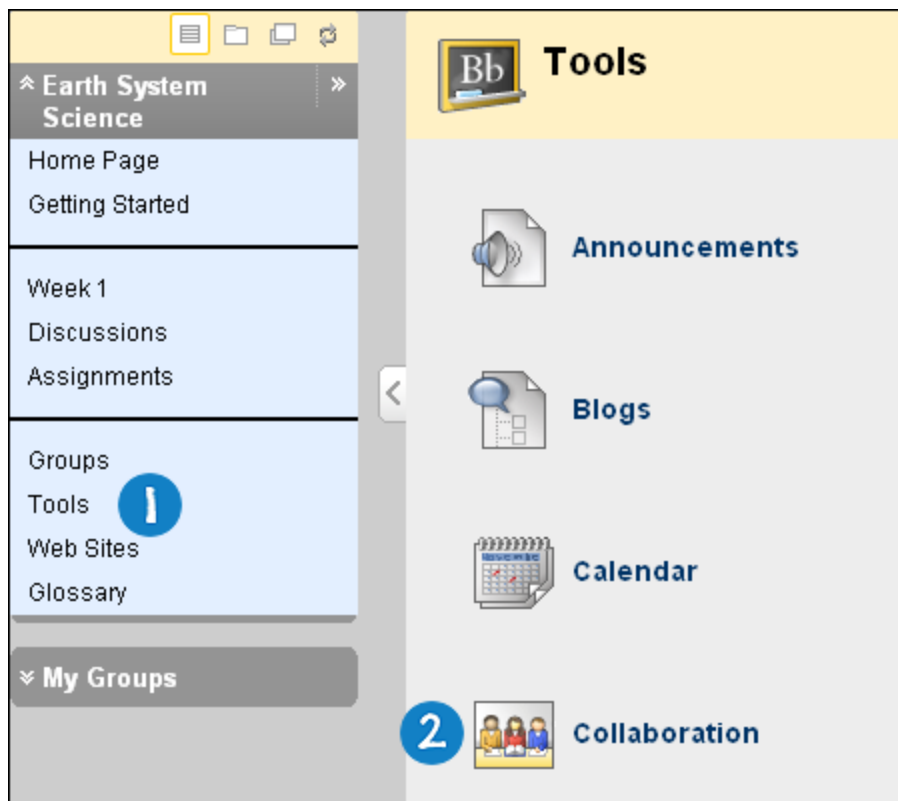 Earth System
Science
Home Page
Getting Started
Week 1
Discussions
Assignments
Groups
Tools
1
Web Sites
Glossary
My Groups
Bb
Tools
Announcements
Blogs
November
Calendar
2
Collaboration